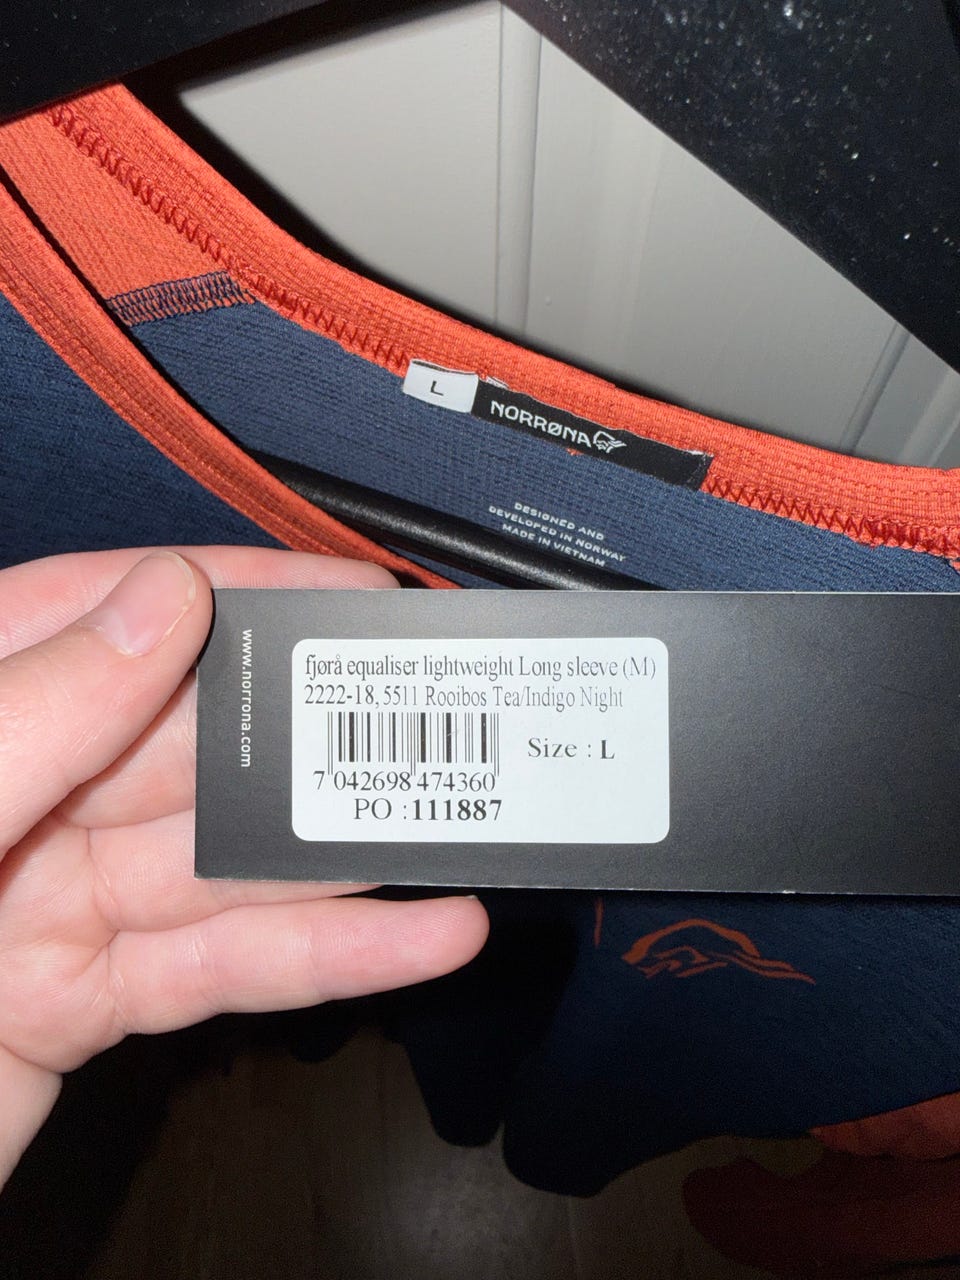 L
NORRØNA
DESIGNED AND
DEVELOPED IN NORWAY
MADE IN VIETNAM
www.norrona.com
fjørå equaliser lightweight Long sleeve (M)
2222-18, 5511 Rooibos Tea/Indigo Night
Size : L
7 042698 474360
PO :111887